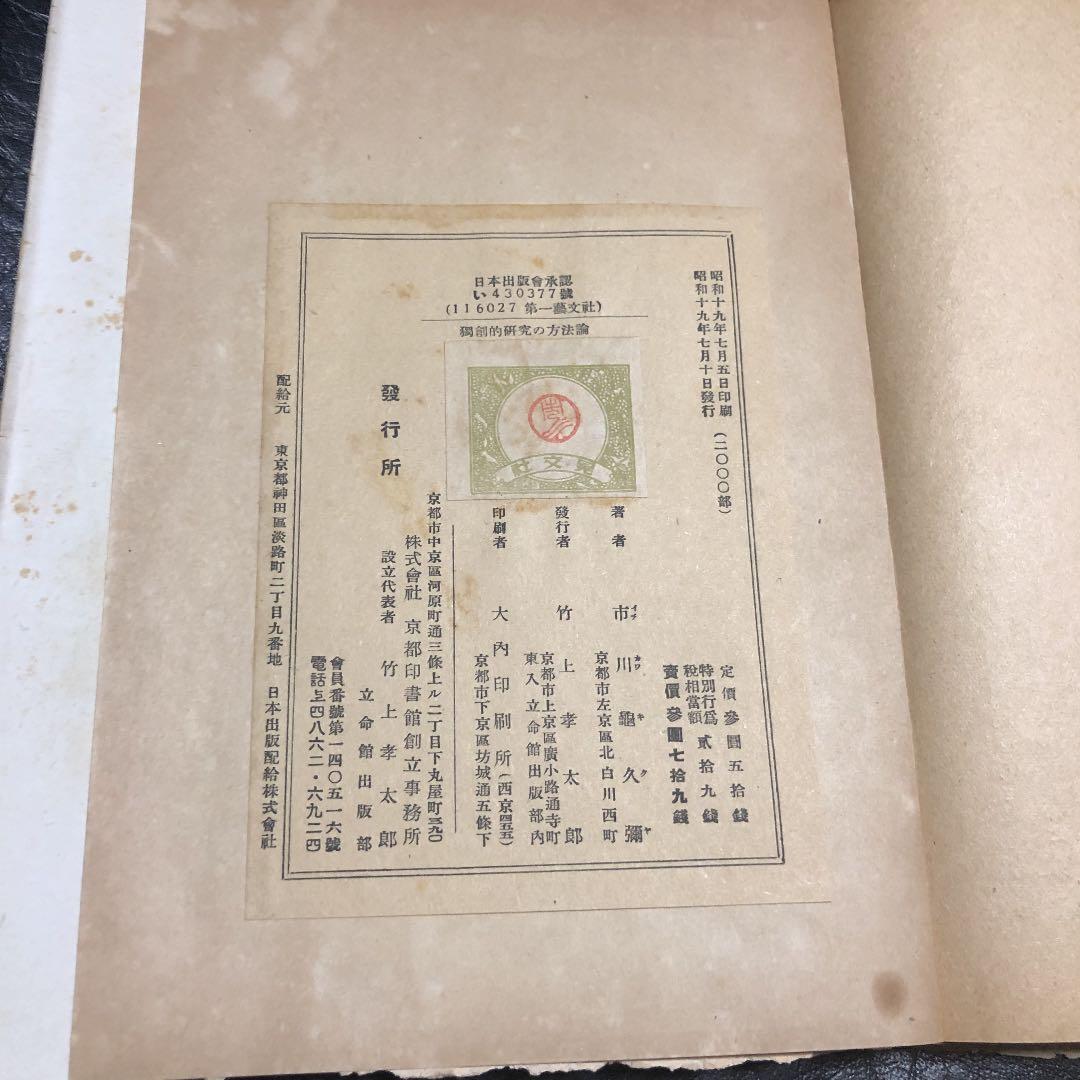 日本出版會承認
い430377號
(116027 第一藝文社)
獨創的研究の方法論
昭和十九年七月五日印刷
昭和十九年七月十日發行
(二〇〇〇部)
定價 參圓五拾錢
特別行爲稅相當額 貳拾九錢
賣價參圓七拾九錢
著者 市川龜久彌
イチ カワ キ ク ヤ
京都市左京區北白川西町
發行者 竹上孝太郎
京都市上京區廣小路通寺町
東入 立命館出版部內
印刷者 大內印刷所
京都市下京區坊城通五條下
(西京四五五)
文社
發行所
京都市中京區河原町通三條上ル二丁目下丸屋町三九〇
株式會社 京都印書館創立事務所
設立代表者 竹上孝太郎
立命館出版部
會員番號第一四〇五一六號
電話上四八六二・六九二四
配給元 東京都神田區淡路町二丁目九番地 日本出版配給株式會社